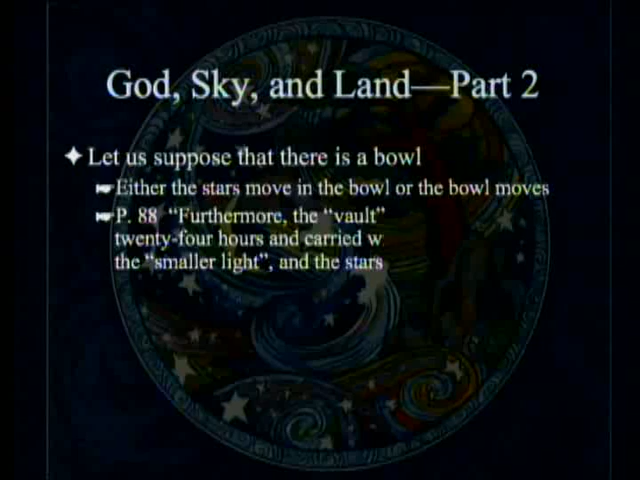 God, Sky, and Land—Part 2
Let us suppose that there is a bowl
Either the stars move in the bowl or the bowl moves
P. 88 “Furthermore, the “vault”
twenty-four hours and carried w
the “smaller light”, and the stars